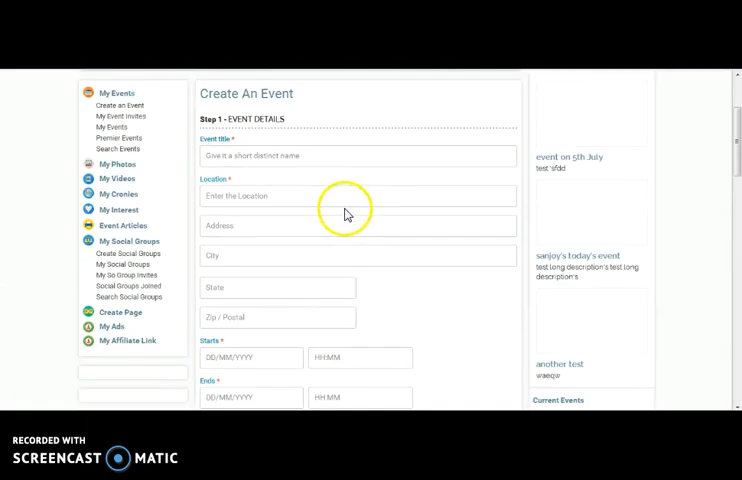 My Events
Create an Event
My Event Invites
My Events
Premier Events
Search Events
My Photos
My Videos
My Cronies
My Interest
Event Articles
My Social Groups
Create Social Groups
My Social Groups
My So Group Invites
Social Groups Joined
Search Social Groups
Create Page
My Ads
My Affiliate Link
Create An Event
Step 1 - EVENT DETAILS
Event title *
Give it a short distinct name
Location *
Enter the Location
Address
City
State
Zip / Postal
Starts *
DD/MM/YYYY HH:MM
Ends *
DD/MM/YYYY HH:MM
event on 5th July
test 'sfdd
sanjoy's today's event
test long description's test long
description's
another test
waeqw
Current Events
RECORDED WITH
SCREENCAST MATIC